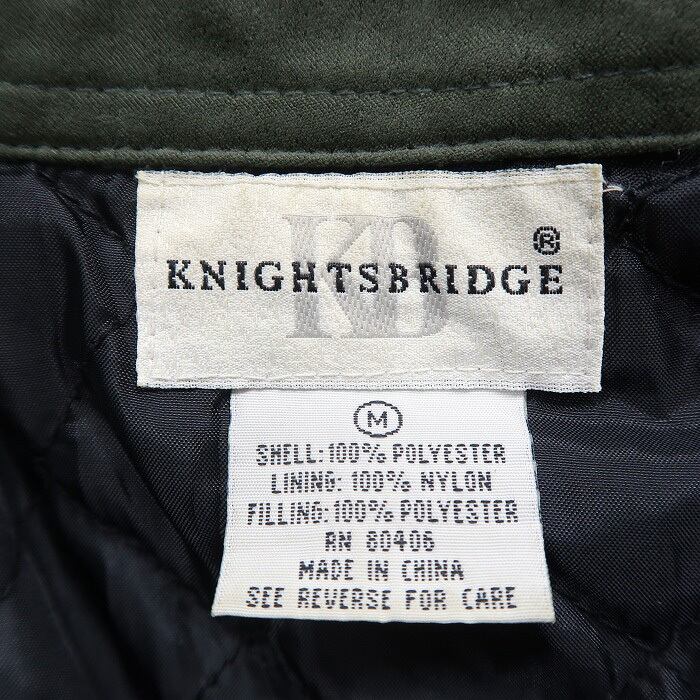 KB
KNIGHTSBRIDGE ®
M
SHELL: 100% POLYESTER
LINING: 100% NYLON
FILLING: 100% POLYESTER
RN 80406
MADE IN CHINA
SEE REVERSE FOR CARE